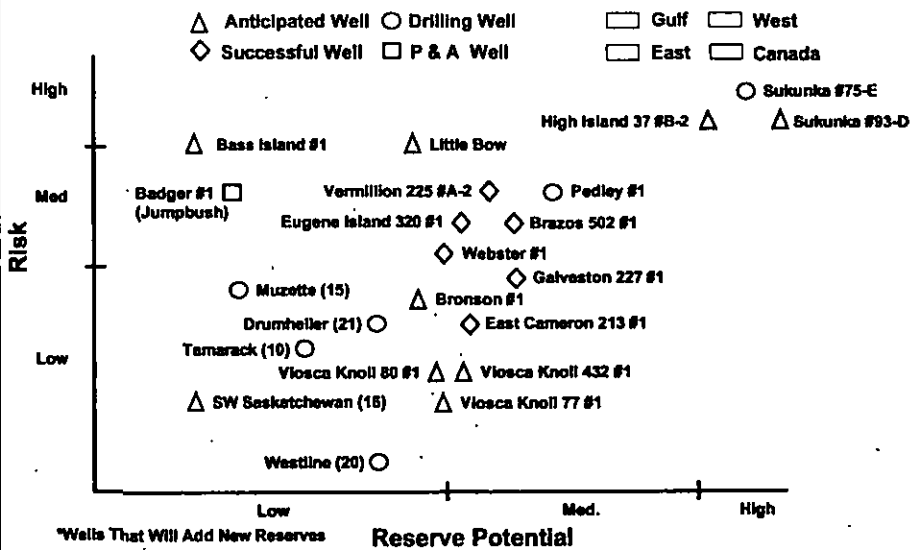 Anticipated Well Drilling Well Gulf West
Successful Well P & A Well East Canada
High Sukunka #75-E
High Island 37 #B-2 Sukunka #93-D
Bass Island #1 Little Bow
Med Badger #1 Vermillion 225 #A-2 Pedley #1
(Jumpbush)
Eugene Island 320 #1 Brazos 502 #1
Risk
Webster #1
Galveston 227 #1
Muzette (15) Bronson #1
Drumheller (21) East Cameron 213 #1
Tamarack (10)
Low Viosca Knoll 80 #1 Viosca Knoll 432 #1
SW Saskatchewan (16) Viosca Knoll 77 #1
Westline (20)
Low Med. High
*Wells That Will Add New Reserves Reserve Potential